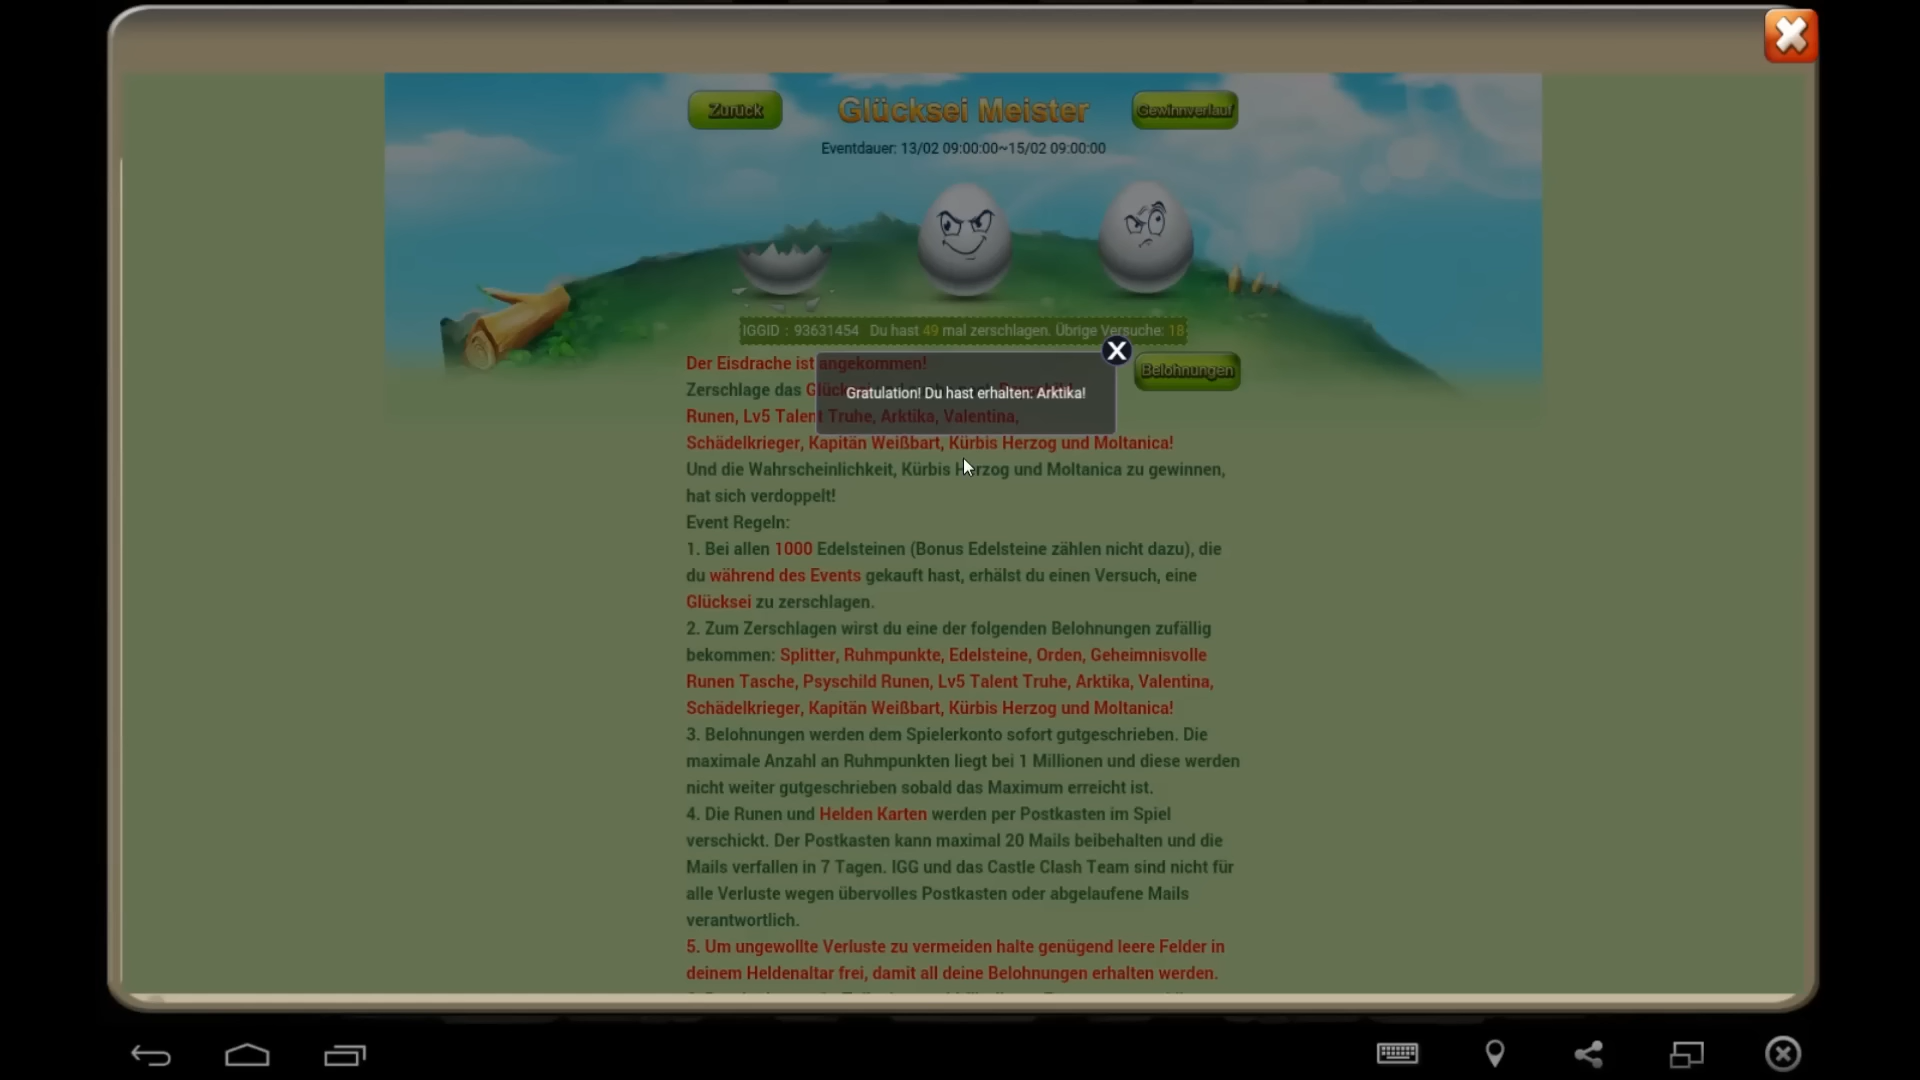 Zurück
Glücksei Meister
Gewinnverlauf
Eventdauer: 13/02 09:00:00~15/02 09:00:00
IGGID : 93631454 Du hast 49 mal zerschlagen. Übrige Versuche: 18
Der Eisdrache ist angekommen!
Belohnungen
Zerschlage das
Gratulation! Du hast erhalten: Arktika!
Runen, Lv5 Talent Truhe, Arktika, Valentina,
Schädelkrieger, Kapitän Weißbart, Kürbis Herzog und Moltanica!
Und die Wahrscheinlichkeit, Kürbis Herzog und Moltanica zu gewinnen,
hat sich verdoppelt!
Event Regeln:
1. Bei allen 1000 Edelsteinen (Bonus Edelsteine zählen nicht dazu), die
du während des Events gekauft hast, erhälst du einen Versuch, eine
Glücksei zu zerschlagen.
2. Zum Zerschlagen wirst du eine der folgenden Belohnungen zufällig
bekommen: Splitter, Ruhmpunkte, Edelsteine, Orden, Geheimnisvolle
Runen Tasche, Psyschild Runen, Lv5 Talent Truhe, Arktika, Valentina,
Schädelkrieger, Kapitän Weißbart, Kürbis Herzog und Moltanica!
3. Belohnungen werden dem Spielerkonto sofort gutgeschrieben. Die
maximale Anzahl an Ruhmpunkten liegt bei 1 Millionen und diese werden
nicht weiter gutgeschrieben sobald das Maximum erreicht ist.
4. Die Runen und Helden Karten werden per Postkasten im Spiel
verschickt. Der Postkasten kann maximal 20 Mails beibehalten und die
Mails verfallen in 7 Tagen. IGG und das Castle Clash Team sind nicht für
alle Verluste wegen übervolles Postkasten oder abgelaufene Mails
verantwortlich.
5. Um ungewollte Verluste zu vermeiden halte genügend leere Felder in
deinem Heldenaltar frei, damit all deine Belohnungen erhalten werden.